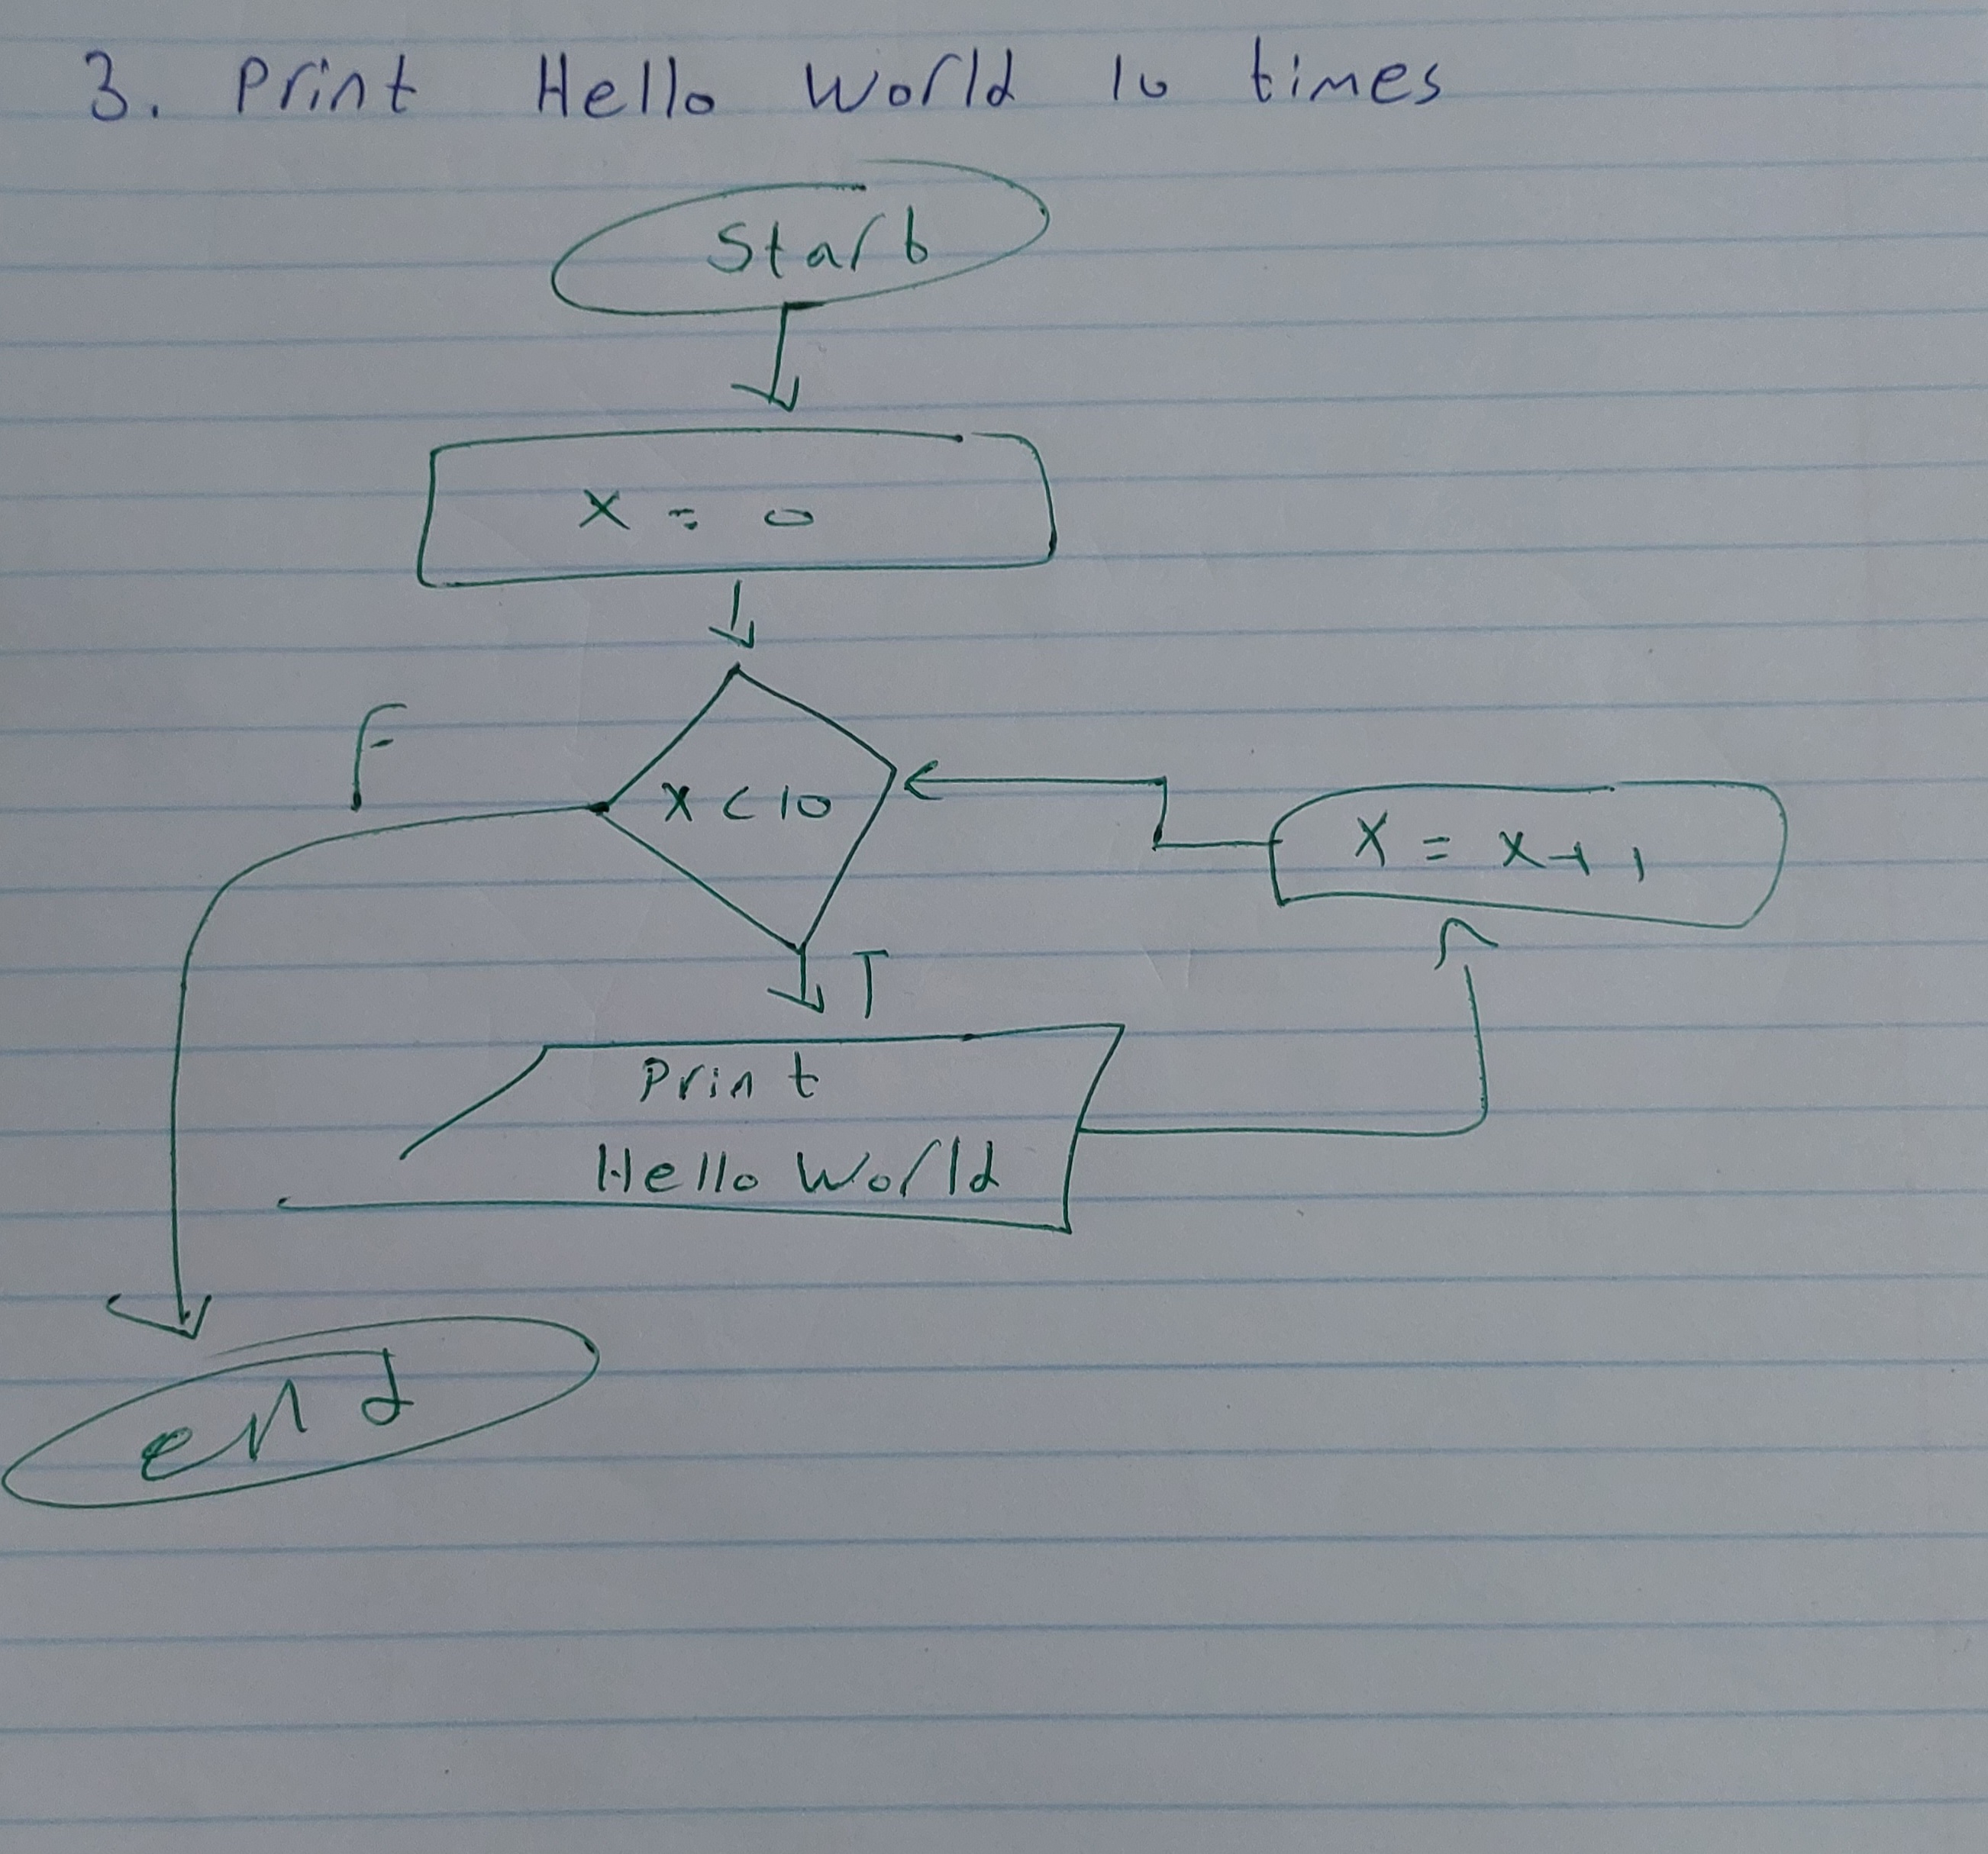 3. Print Hello World 10 times
Start
X = 0
F
X < 10
X = X + 1
T
Print
Hello World
end